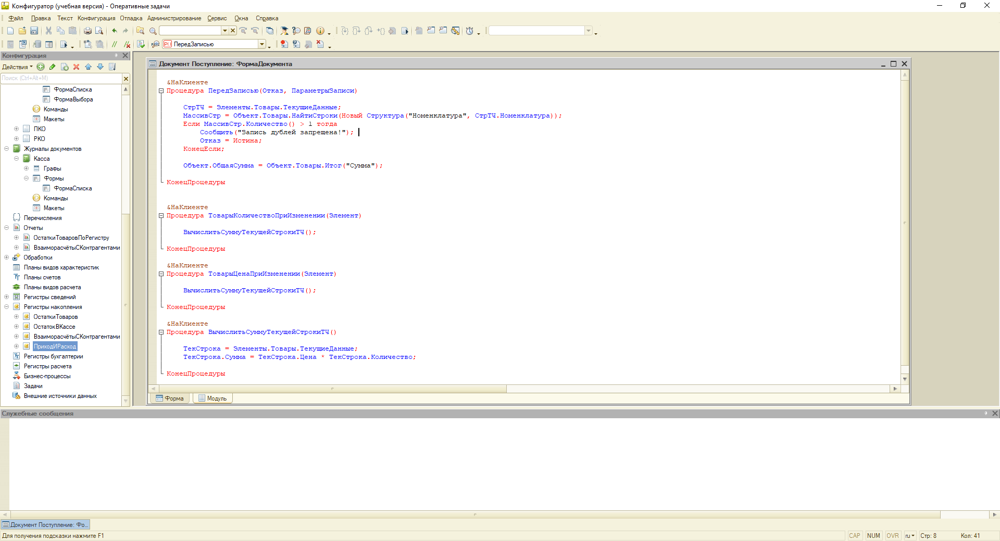 Конфигуратор (учебная версия) - Оперативные задачи
Файл Правка Текст Конфигурация Отладка Администрирование Сервис Окна Справка
ПередЗаписью
Конфигурация
Действия
Поиск (Ctrl+Alt+M)
ФормаСписка
ФормаВыбора
Команды
Макеты
ПКО
РКО
Журналы документов
Касса
Графы
Формы
ФормаСписка
Команды
Макеты
Перечисления
Отчеты
ОстаткиТоваровПоРегистру
ВзаиморасчётыСКонтрагентами
Обработки
Планы видов характеристик
Планы счетов
Планы видов расчета
Регистры сведений
Регистры накопления
ОстаткиТоваров
ОстатокВКассе
ВзаиморасчётыСКонтрагентами
ПриходИРасход
Регистры бухгалтерии
Регистры расчета
Бизнес-процессы
Задачи
Внешние источники данных
Документ Поступление: ФормаДокумента
&НаКлиенте
Процедура ПередЗаписью(Отказ, ПараметрыЗаписи)
СтрТЧ = Элементы.Товары.ТекущиеДанные;
МассивСтр = Объект.Товары.НайтиСтроки(Новый Структура("Номенклатура", СтрТЧ.Номенклатура));
Если МассивСтр.Количество() > 1 тогда
Сообщить("Запись дублей запрещена!");
Отказ = Истина;
КонецЕсли;
Объект.ОбщаяСумма = Объект.Товары.Итог("Сумма");
КонецПроцедуры
&НаКлиенте
Процедура ТоварыКоличествоПриИзменении(Элемент)
ВычислитьСуммуТекущейСтрокиТЧ();
КонецПроцедуры
&НаКлиенте
Процедура ТоварыЦенаПриИзменении(Элемент)
ВычислитьСуммуТекущейСтрокиТЧ();
КонецПроцедуры
&НаКлиенте
Процедура ВычислитьСуммуТекущейСтрокиТЧ()
ТекСтрока = Элементы.Товары.ТекущиеДанные;
ТекСтрока.Сумма = ТекСтрока.Цена * ТекСтрока.Количество;
КонецПроцедуры
Форма Модуль
Служебные сообщения
Документ Поступление: Фо...
Для получения подсказки нажмите F1
CAP NUM OVR ru Стр: 8 Кол: 41